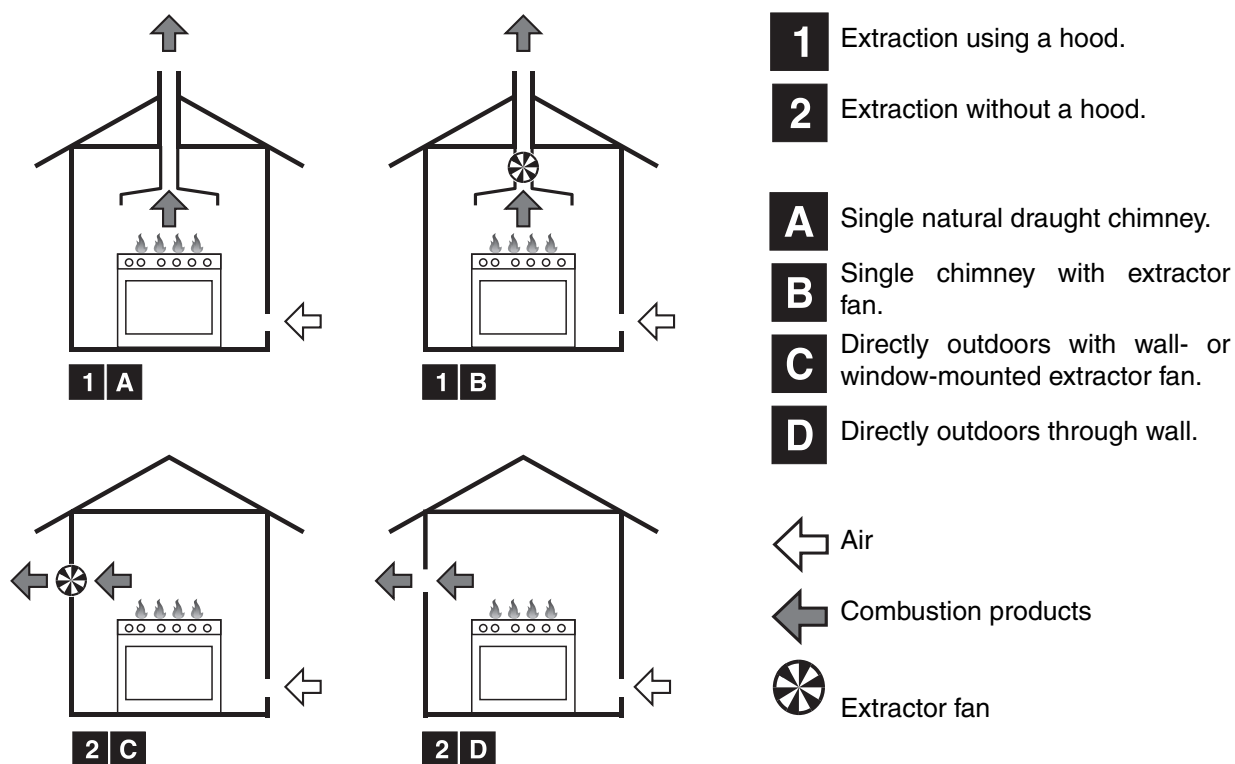 1 A
1 B
2 C
2 D
1 Extraction using a hood.
2 Extraction without a hood.
A Single natural draught chimney.
B Single chimney with extractor
fan.
C Directly outdoors with wall- or
window-mounted extractor fan.
D Directly outdoors through wall.
Air
Combustion products
Extractor fan